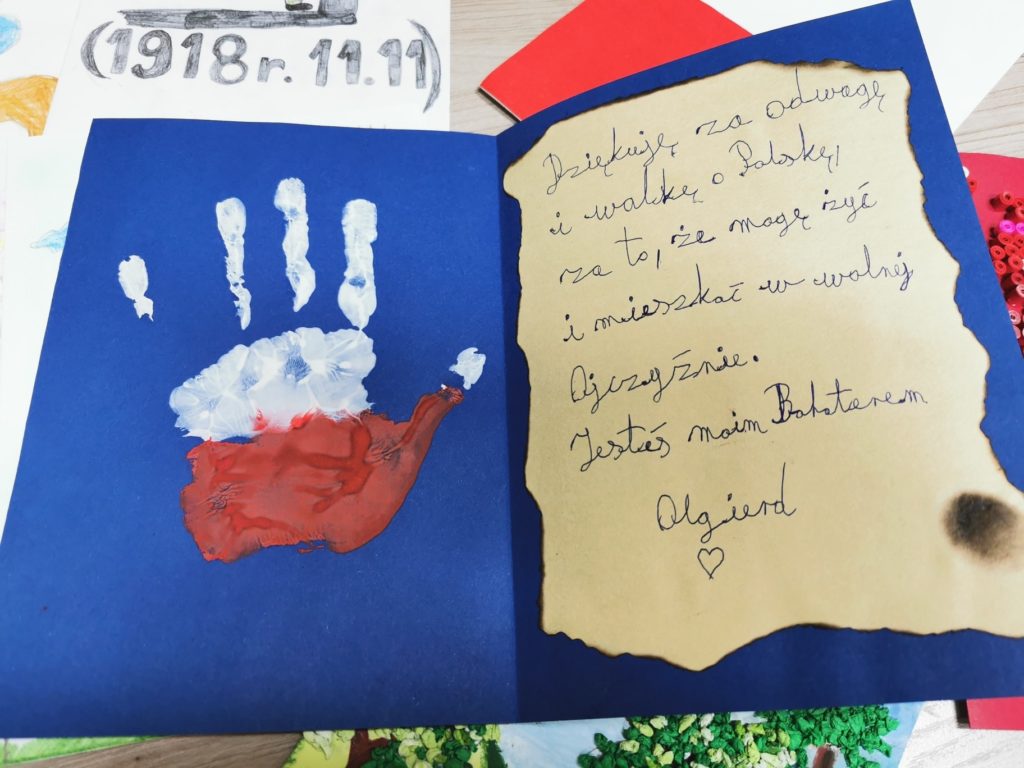 (1918 r. 11.11)
Dziękuję za odwagę
i walkę o Polskę,
za to, że mogę żyć
i mieszkać w wolnej
Ojczyźnie.
Jesteś moim Bohaterem
Olgierd